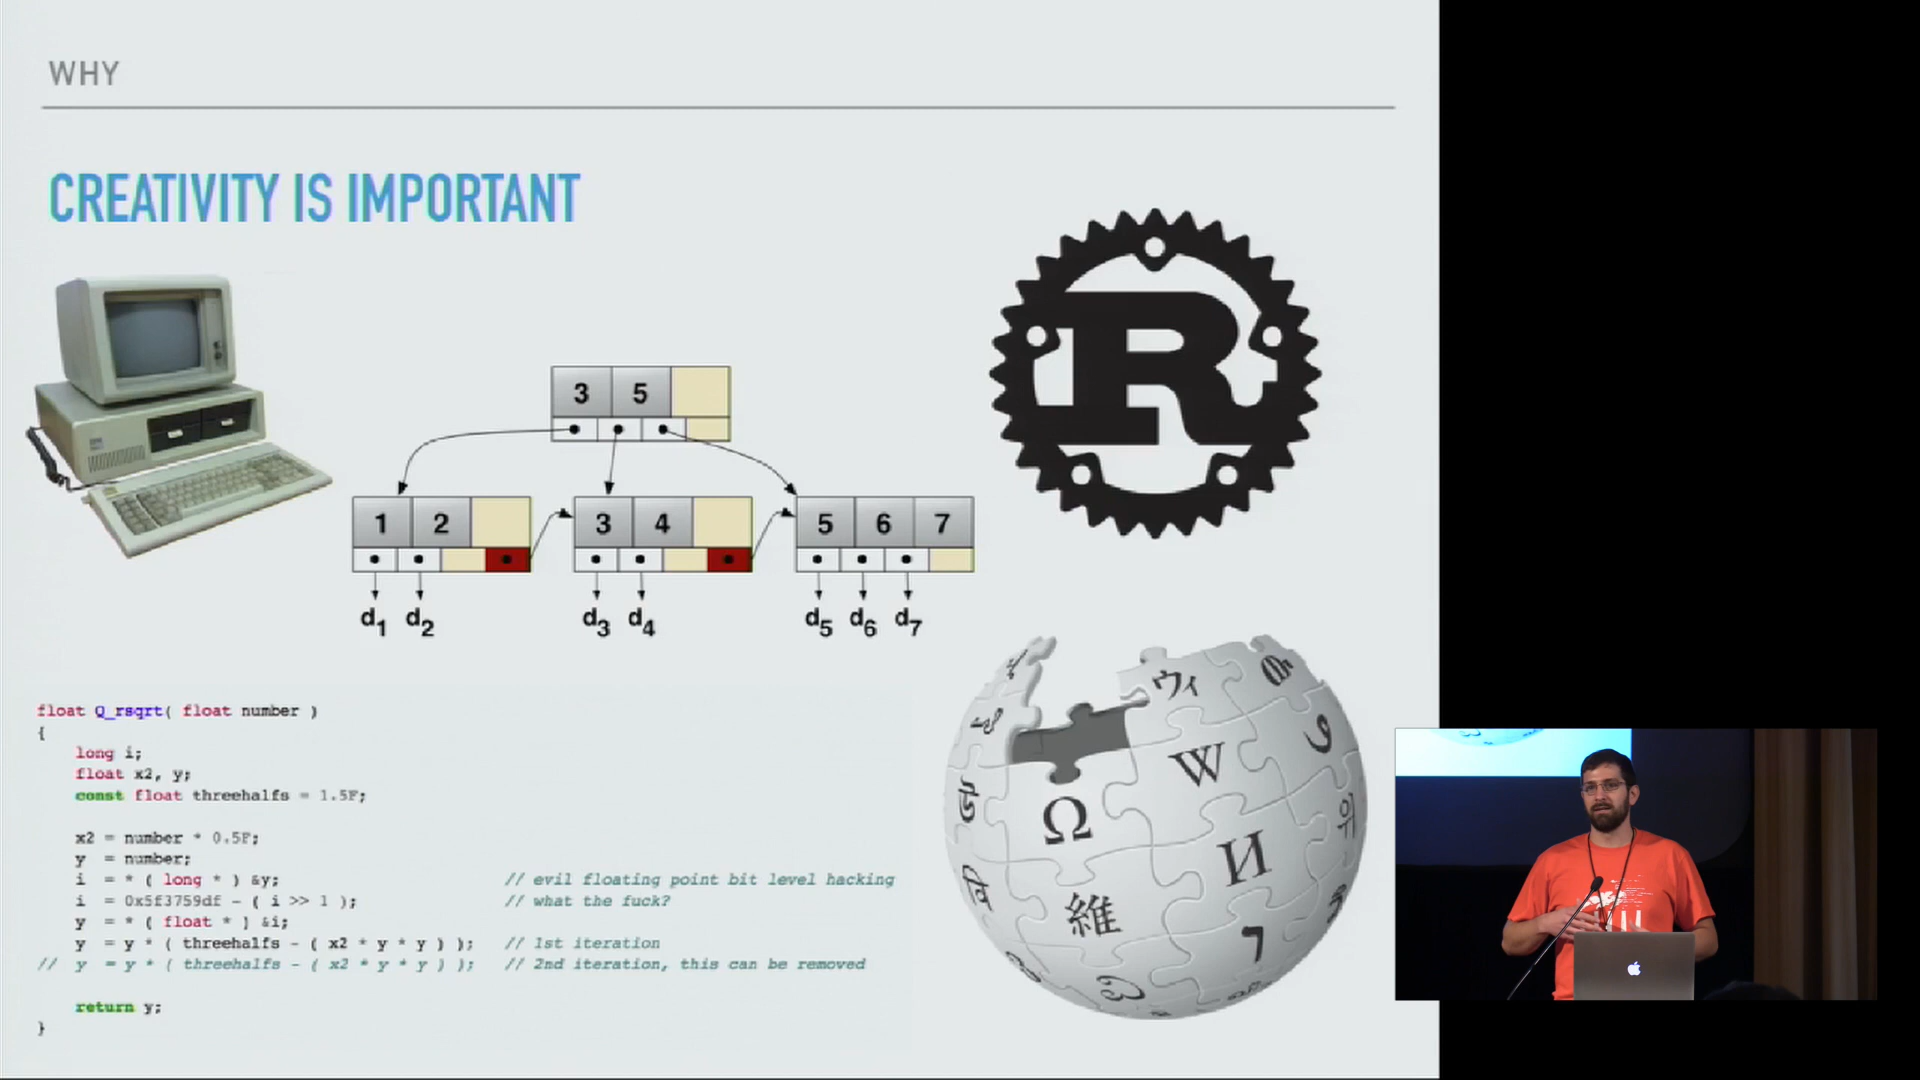 WHY
CREATIVITY IS IMPORTANT
3 5
1 2 3 4 5 6 7
d1 d2 d3 d4 d5 d6 d7
R
float Q_rsqrt( float number )
{
long i;
float x2, y;
const float threehalfs = 1.5F;
x2 = number * 0.5F;
y = number;
i = * ( long * ) &y; // evil floating point bit level hacking
i = 0x5f3759df - ( i >> 1 ); // what the fuck?
y = * ( float * ) &i;
y = y * ( threehalfs - ( x2 * y * y ) ); // 1st iteration
// y = y * ( threehalfs - ( x2 * y * y ) ); // 2nd iteration, this can be removed
return y;
}
ウィ
W
Ω
И
維
위